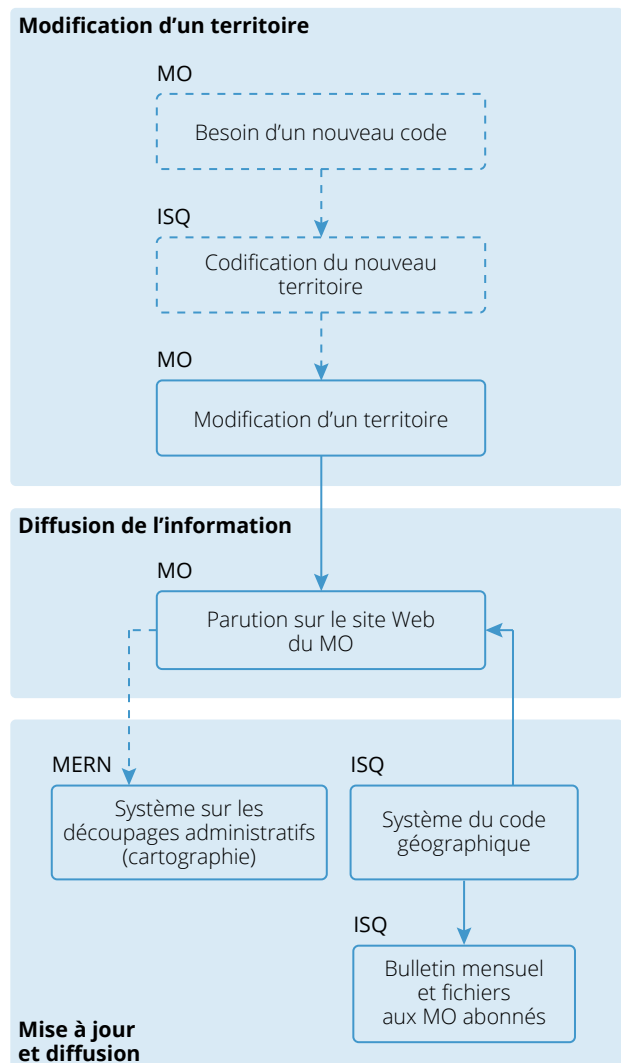 Modification d’un territoire
MO
Besoin d’un nouveau code
ISQ
Codification du nouveau
territoire
MO
Modification d’un territoire
Diffusion de l’information
MO
Parution sur le site Web
du MO
MERN
Système sur les
découpages administratifs
(cartographie)
ISQ
Système du code
géographique
ISQ
Bulletin mensuel
et fichiers
aux MO abonnés
Mise à jour
et diffusion